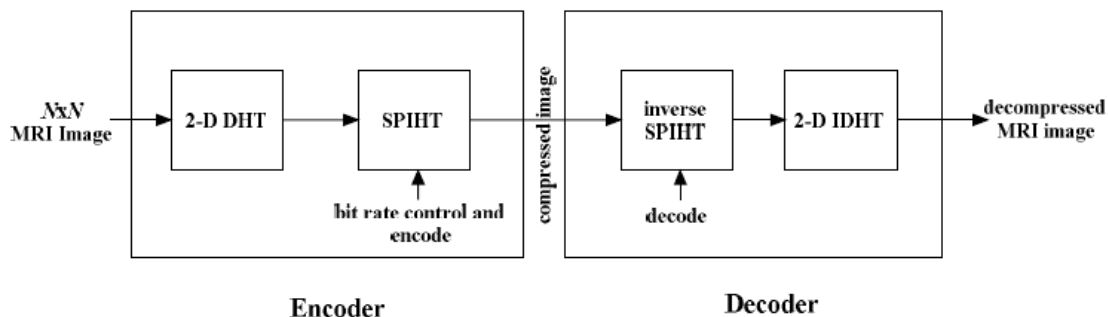 NxN
MRI Image
2-D DHT
SPIHT
bit rate control and
encode
compressed image
inverse
SPIHT
decode
2-D IDHT
decompressed
MRI image
Encoder
Decoder